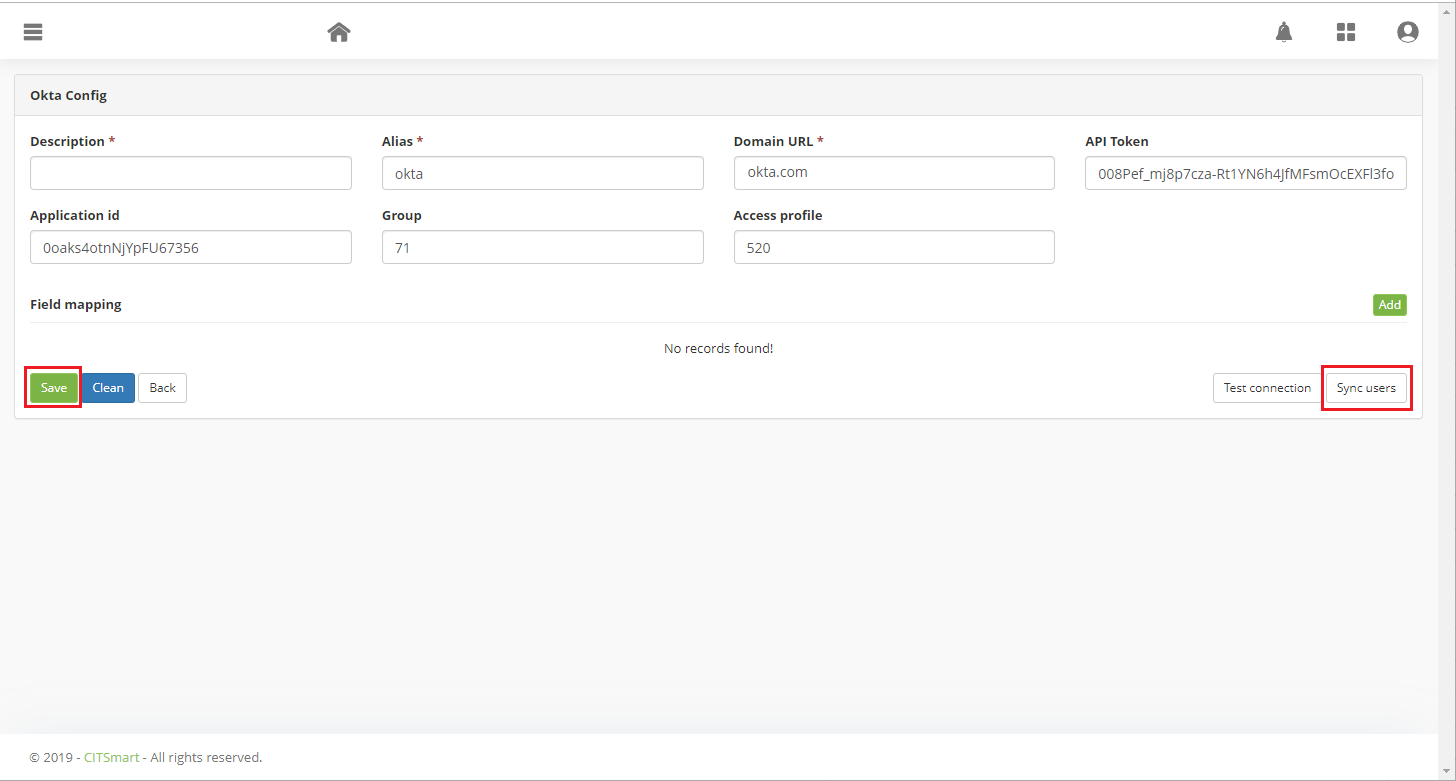 Okta Config
Description *
Alias *
Domain URL *
API Token
okta
okta.com
008Pef_mj8p7cza-Rt1YN6h4JfMFsmOcEXFl3fo
Application id
Group
Access profile
0oaks4otnNjYpFU67356
71
520
Field mapping
Add
No records found!
Save
Clean
Back
Test connection
Sync users
© 2019 - CITSmart - All rights reserved.